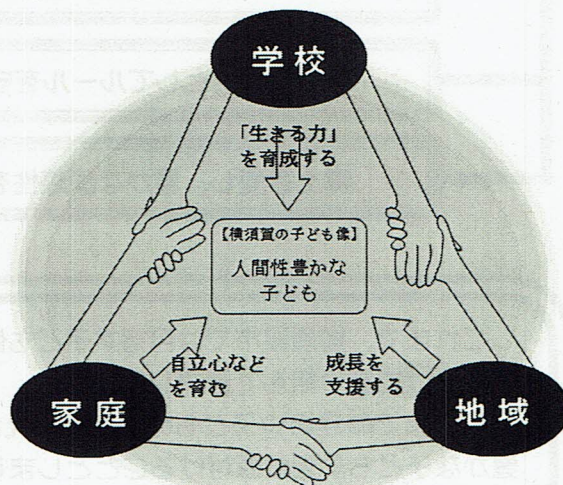 学校
「生きる力」
を育成する
【横須賀の子ども像】
人間性豊かな
子ども
自立心など
を育む
成長を
支援する
家庭
地域